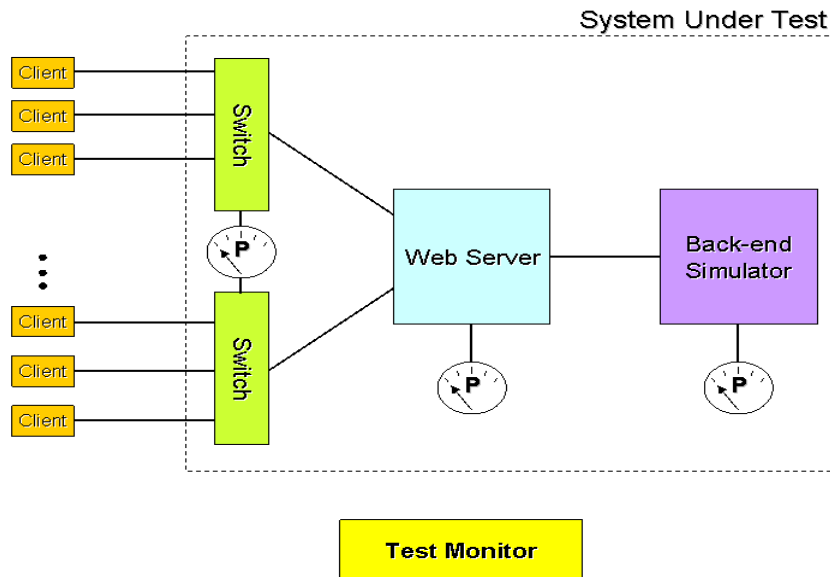 System Under Test
Client
Client
Client
Switch
P
Web Server
Back-end
Simulator
Client
Client
Client
Switch
P
P
Test Monitor